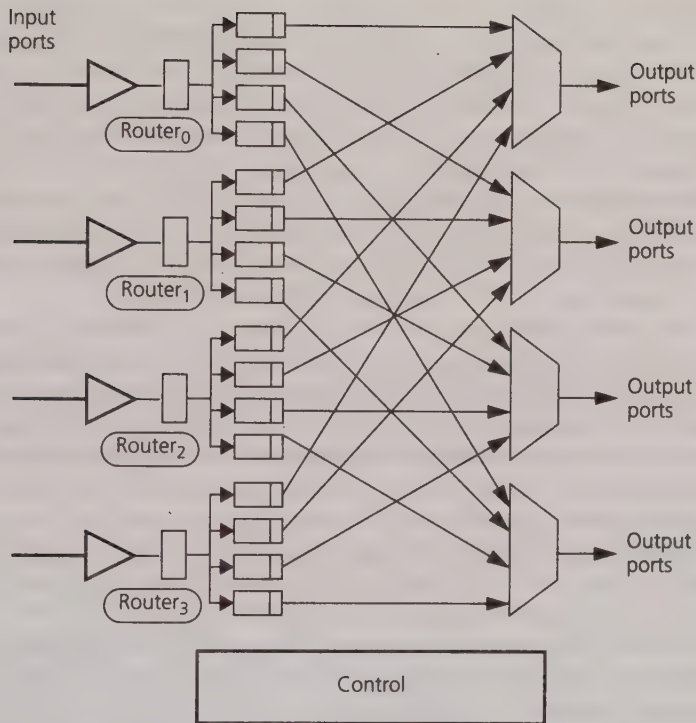 Input
ports
Output
ports
Router₀
Output
ports
Router₁
Output
ports
Router₂
Output
ports
Router₃
Control